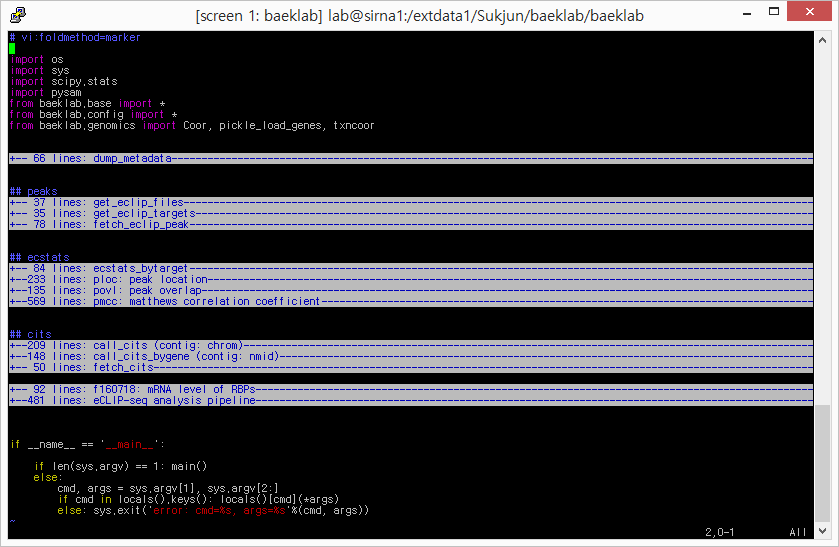 [screen 1: baeklab] lab@sirna1:/extdata1/Sukjun/baeklab/baeklab
# vi:foldmethod=marker
import os
import sys
import scipy.stats
import pysam
from baeklab.base import *
from baeklab.config import *
from baeklab.genomics import Coor, pickle_load_genes, txncoor
+-- 66 lines: dump_metadata
## peaks
+-- 37 lines: get_eclip_files
+-- 35 lines: get_eclip_targets
+-- 78 lines: fetch_eclip_peak
## ecstats
+-- 84 lines: ecstats_bytarget
+--233 lines: ploc: peak location
+--135 lines: povl: peak overlap
+--569 lines: pmcc: matthews correlation coefficient
## cits
+--209 lines: call_cits (contig: chrom)
+--148 lines: call_cits_bygene (contig: nmid)
+-- 50 lines: fetch_cits
+-- 92 lines: f160718: mRNA level of RBPs
+--481 lines: eCLIP-seq analysis pipeline
if __name__ == '__main__':
if len(sys.argv) == 1: main()
else:
cmd, args = sys.argv[1], sys.argv[2:]
if cmd in locals().keys(): locals()[cmd](*args)
else: sys.exit('error: cmd=%s, args=%s'%(cmd, args))
~
2,0-1 All